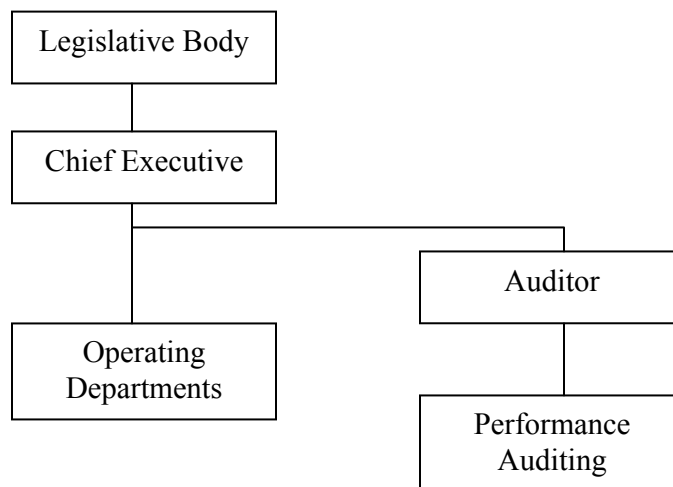 Legislative Body
Chief Executive
Auditor
Operating
Departments
Performance
Auditing